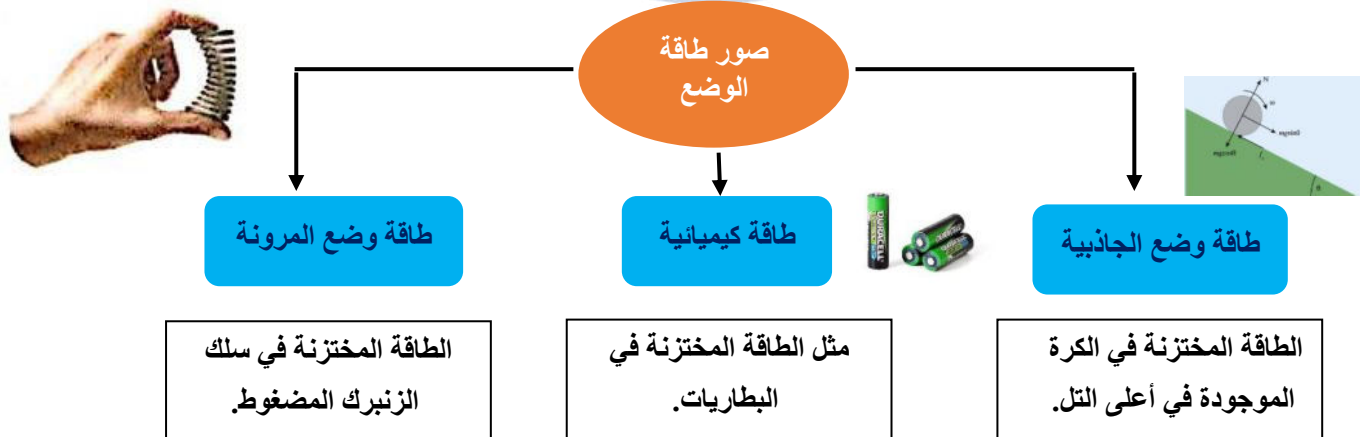 صور طاقة
الوضع
طاقة وضع الجاذبية
طاقة كيميائية
طاقة وضع المرونة
الطاقة المختزنة في الكرة
الموجودة في أعلى التل.
مثل الطاقة المختزنة في
البطاريات.
الطاقة المختزنة في سلك
الزنبرك المضغوط.
DURACELL
N
θ